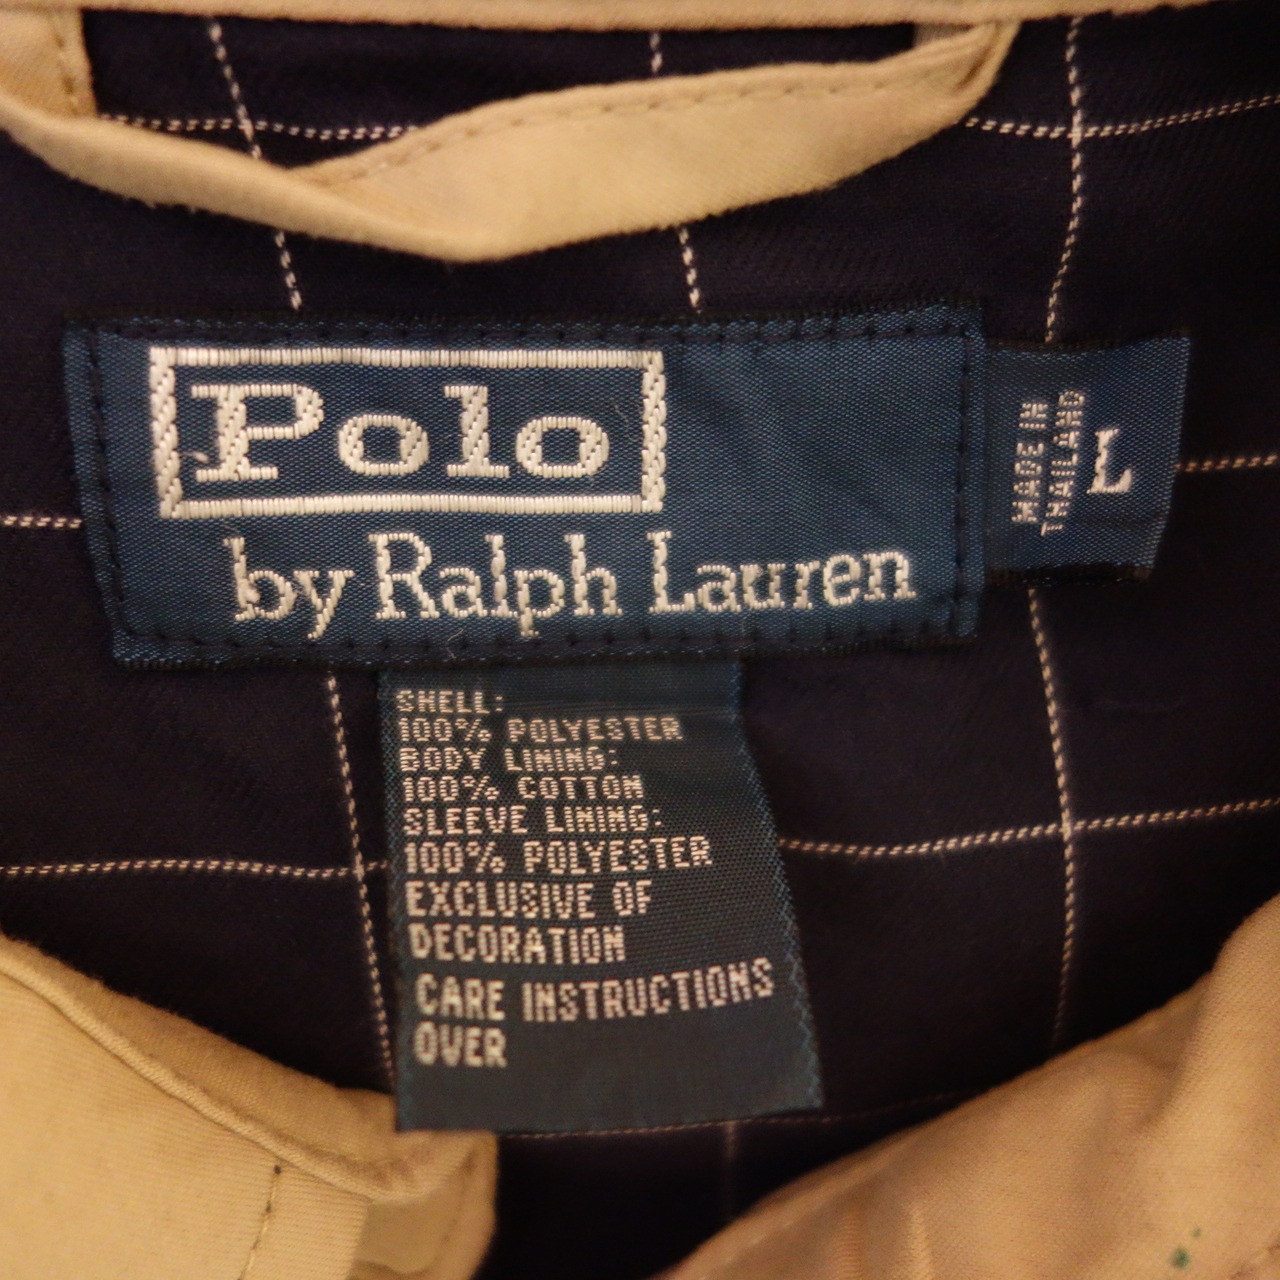 Polo
by Ralph Lauren
MADE IN
THAILAND
L
SHELL:
100% POLYESTER
BODY LINING:
100% COTTON
SLEEVE LINING:
100% POLYESTER
EXCLUSIVE OF
DECORATION
CARE INSTRUCTIONS
OVER